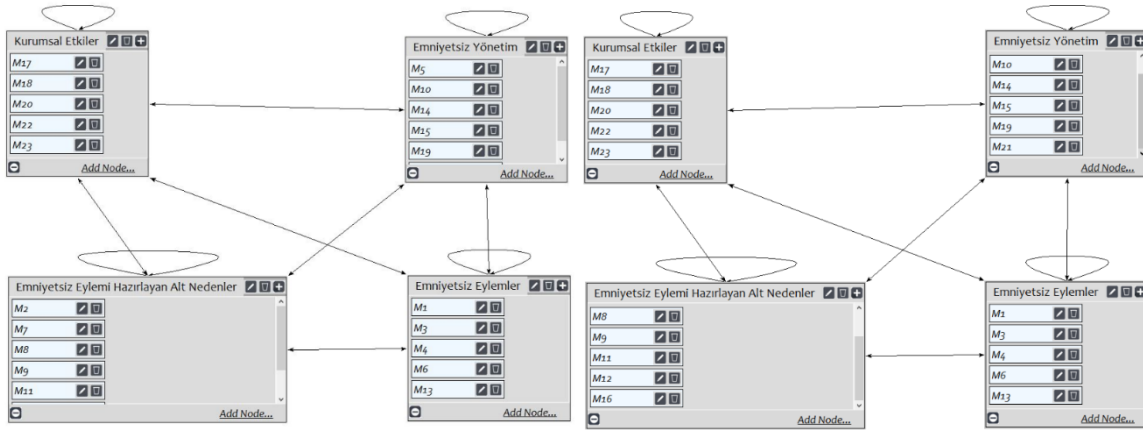 Kurumsal Etkiler
M17
M18
M20
M22
M23
Add Node...
Emniyetsiz Yönetim
M5
M10
M14
M15
M19
Add Node...
Emniyetsiz Eylemi Hazırlayan Alt Nedenler
M2
M7
M8
M9
M11
Add Node...
Emniyetsiz Eylemler
M1
M3
M4
M6
M13
Add Node...
Kurumsal Etkiler
M17
M18
M20
M22
M23
Add Node...
Emniyetsiz Yönetim
M10
M14
M15
M19
M21
Add Node...
Emniyetsiz Eylemi Hazırlayan Alt Nedenler
M8
M9
M11
M12
M16
Add Node...
Emniyetsiz Eylemler
M1
M3
M4
M6
M13
Add Node...